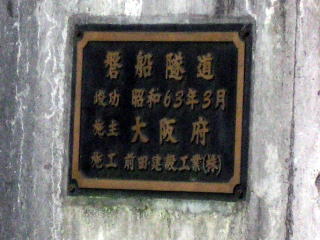 磐船隧道
竣功 昭和63年3月
施主 大阪府
施工 前田建設工業(株)